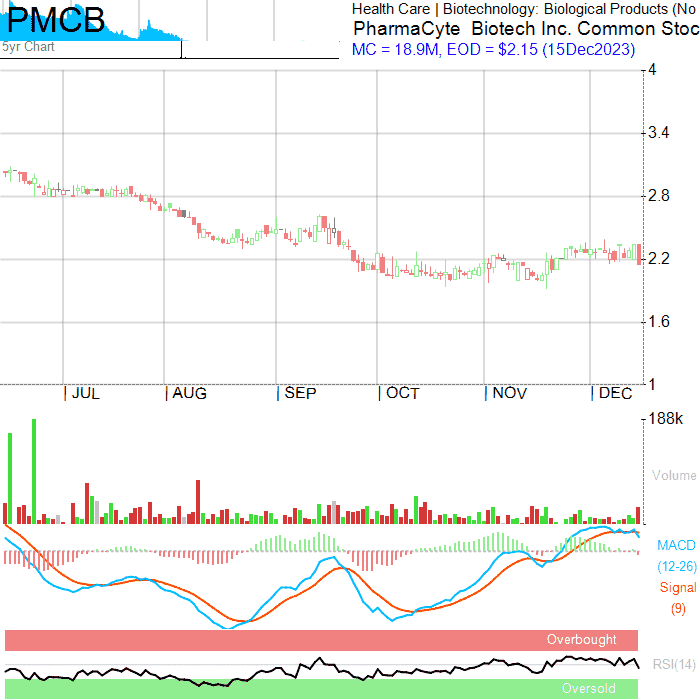 PMCB
5yr Chart
Health Care | Biotechnology: Biological Products (No
PharmaCyte Biotech Inc. Common Stoc
MC = 18.9M, EOD = $2.15 (15Dec2023)
4
3.4
2.8
2.2
1.6
1
JUL AUG SEP OCT NOV DEC
188k
Volume
MACD
(12-26)
Signal
(9)
Overbought
RSI(14)
Oversold